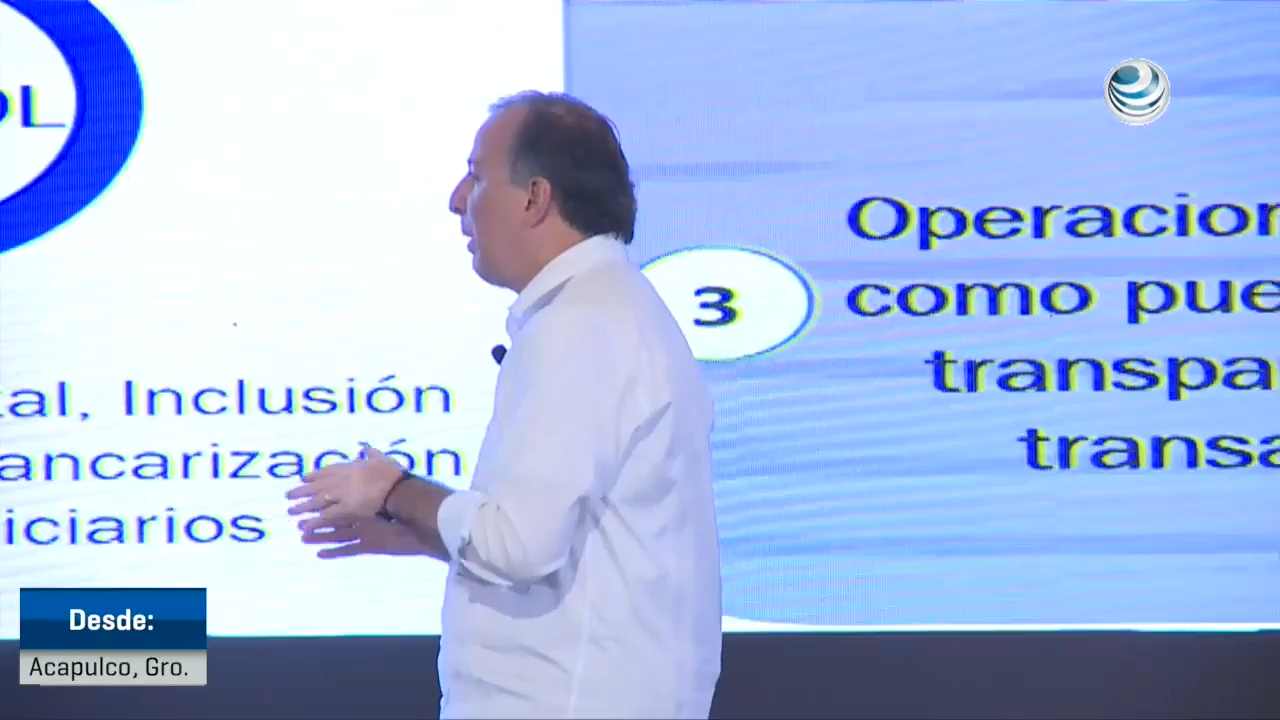 OL
tal, Inclusión
ancarización
iciarios
3
Operacion
como pue
transpa
transa
Desde:
Acapulco, Gro.